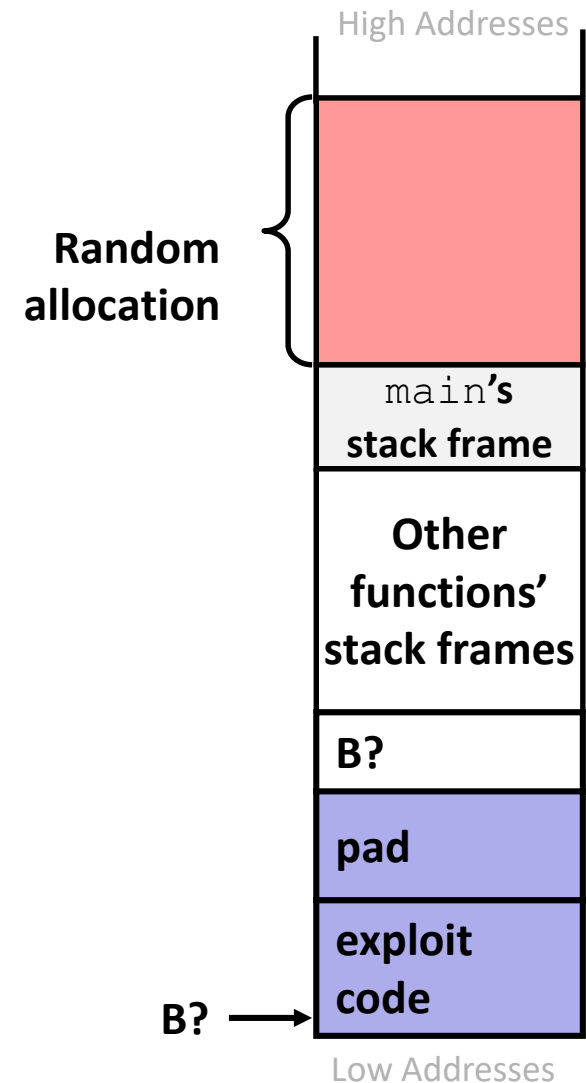 High Addresses
Random
allocation
main's
stack frame
Other
functions’
stack frames
B?
pad
exploit
code
B?
Low Addresses